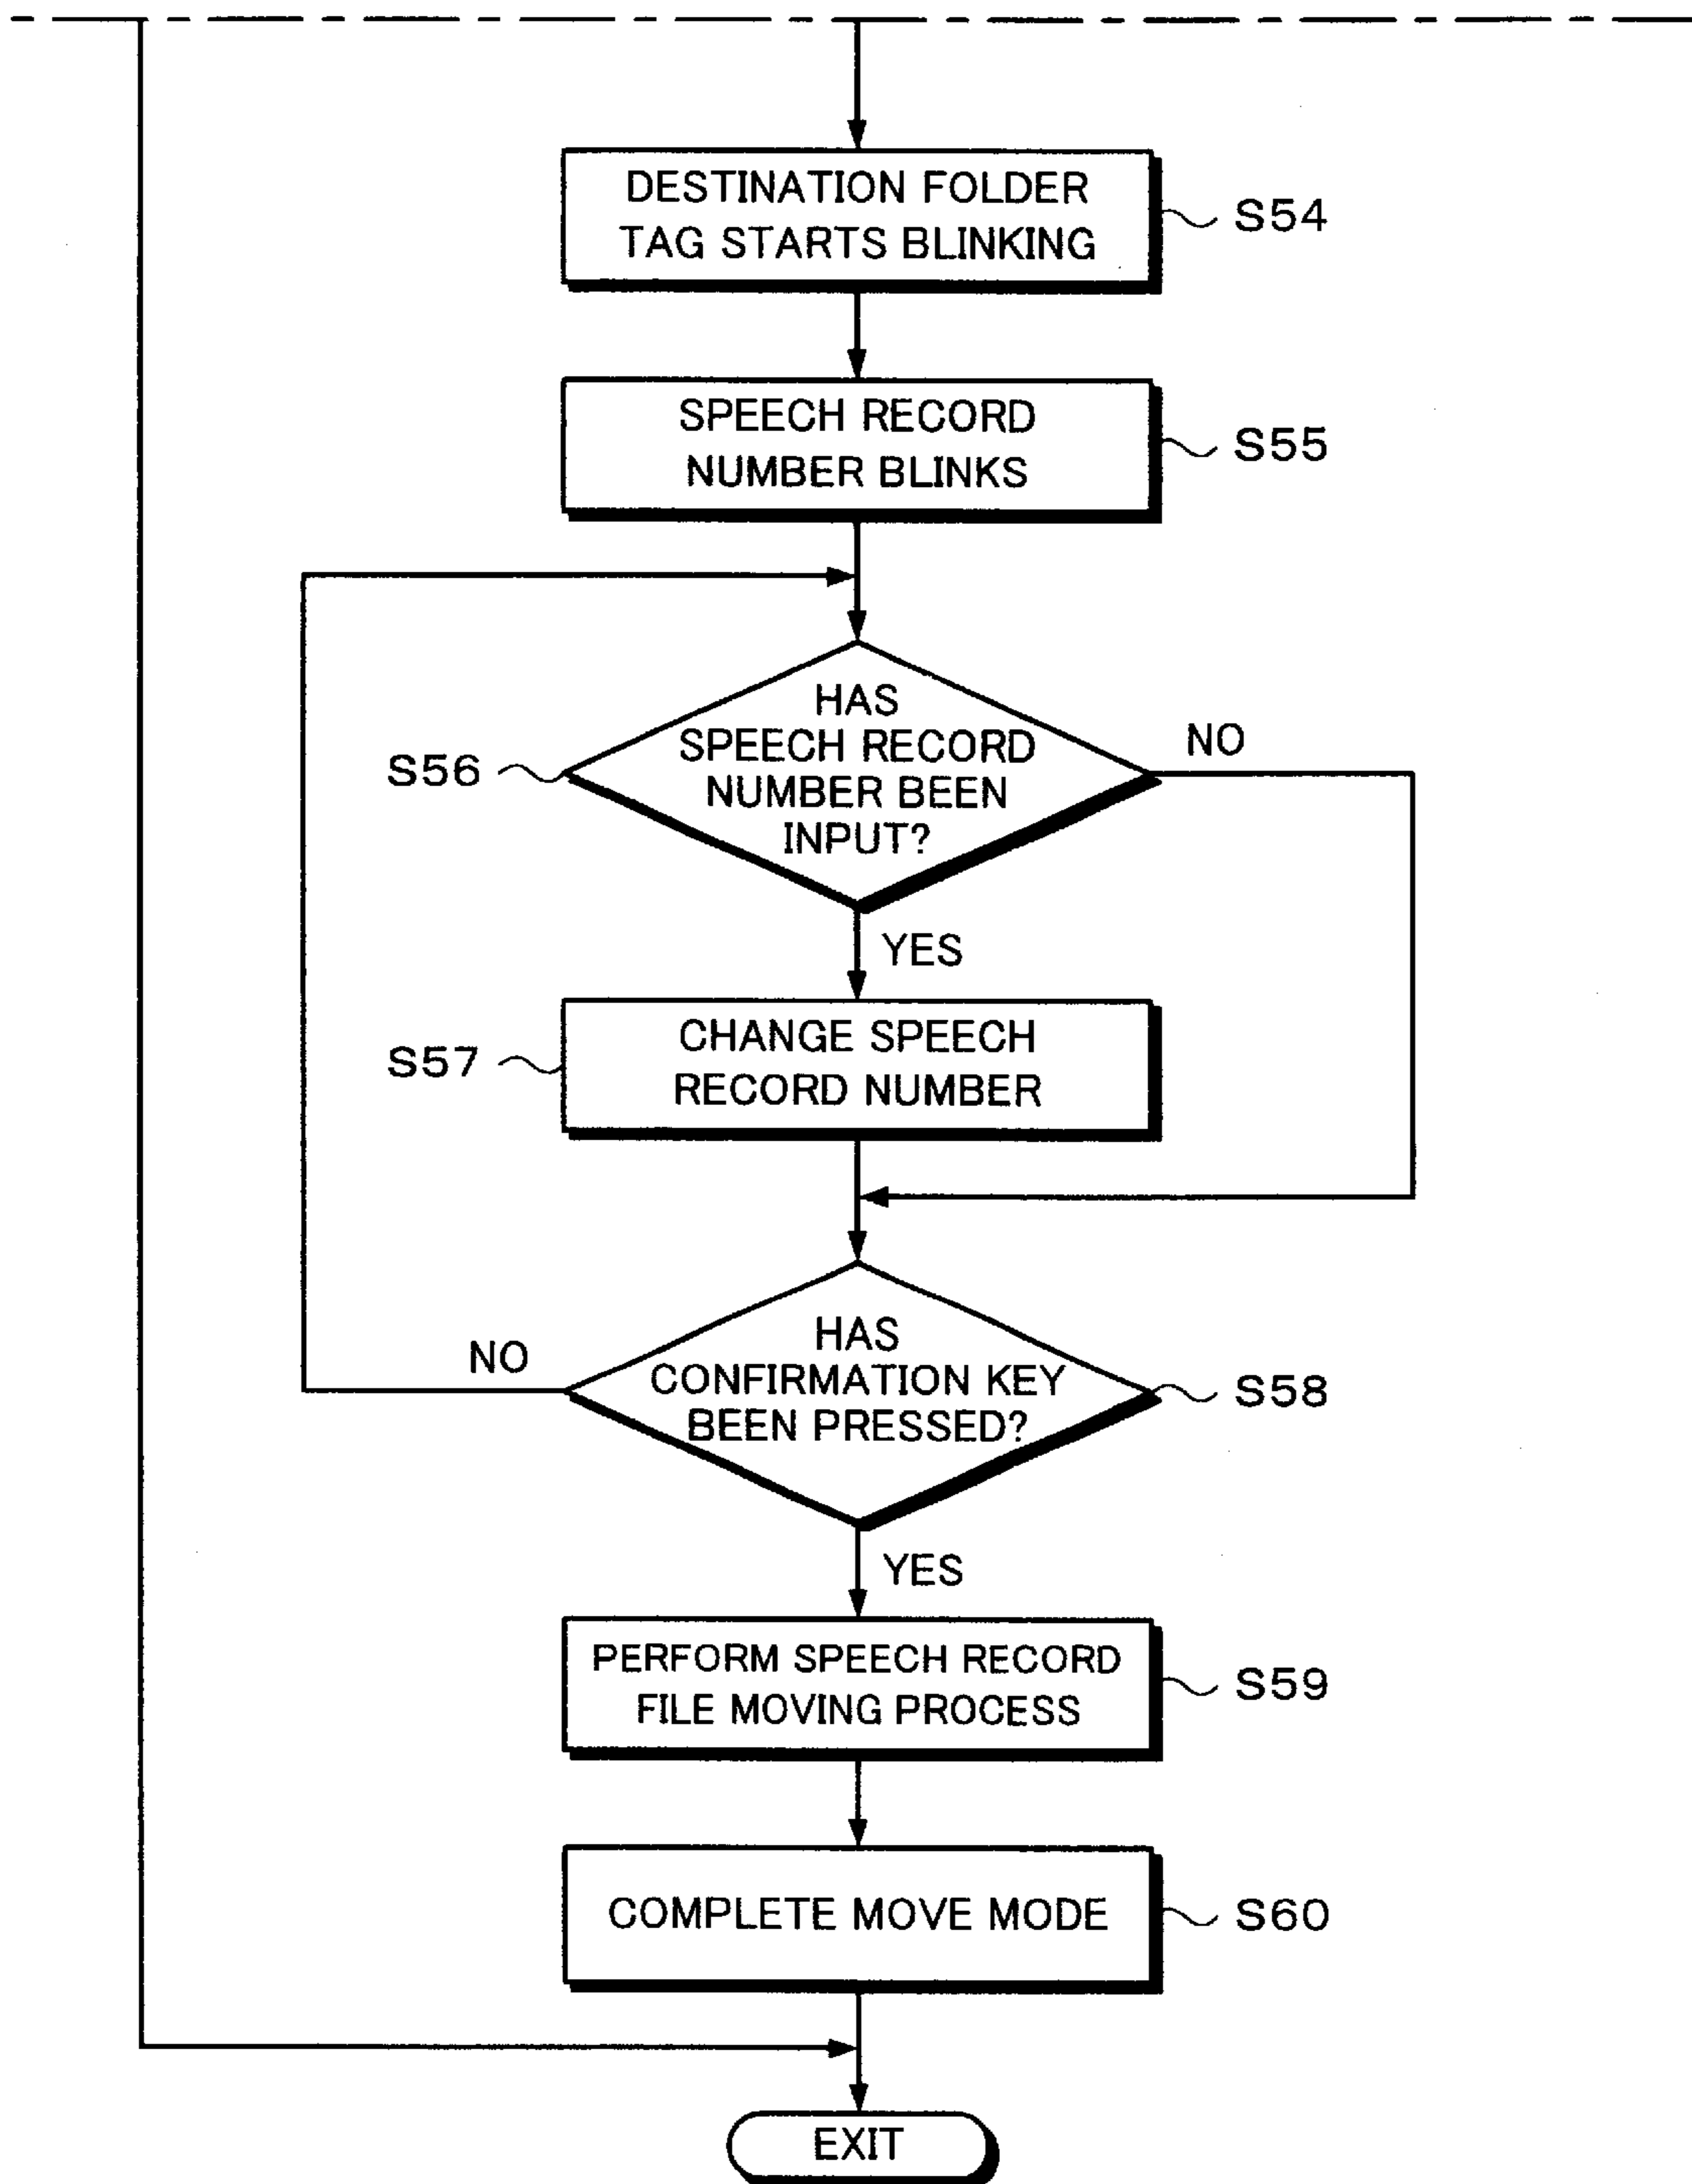 DESTINATION FOLDER
TAG STARTS BLINKING
S54
SPEECH RECORD
NUMBER BLINKS
S55
HAS
SPEECH RECORD
NUMBER BEEN
INPUT?
S56
NO
YES
CHANGE SPEECH
RECORD NUMBER
S57
HAS
CONFIRMATION KEY
BEEN PRESSED?
NO
S58
YES
PERFORM SPEECH RECORD
FILE MOVING PROCESS
S59
COMPLETE MOVE MODE
S60
EXIT